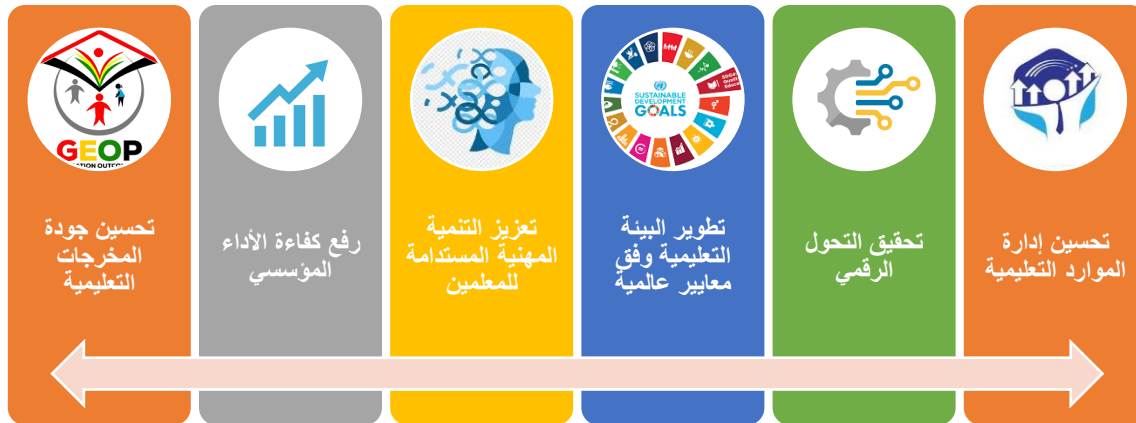 تحسين إدارة
الموارد التعليمية
تحقيق التحول
الرقمي
SUSTAINABLE
DEVELOPMENT
GOALS
تطوير البيئة
التعليمية وفق
معايير عالمية
تعزيز التنمية
المهنية المستدامة
للمعلمين
رفع كفاءة الأداء
المؤسسي
GEOP
تحسين جودة
المخرجات
التعليمية